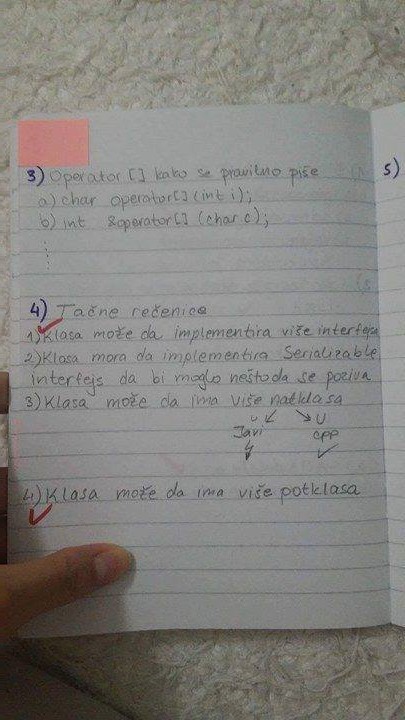 3) Operator [] kako se pravilno piše
a) char operator[] (int i);
b) int &operator[] (char c);
5)
4) Tačne rečenice
1) Klasa može da implementira više interfejsa
2) Klasa mora da implementira Serializable
interfejs da bi moglo nešto da se poziva
3) Klasa može da ima više natklasa
U U
Javi cpp
4) Klasa može da ima više potklasa